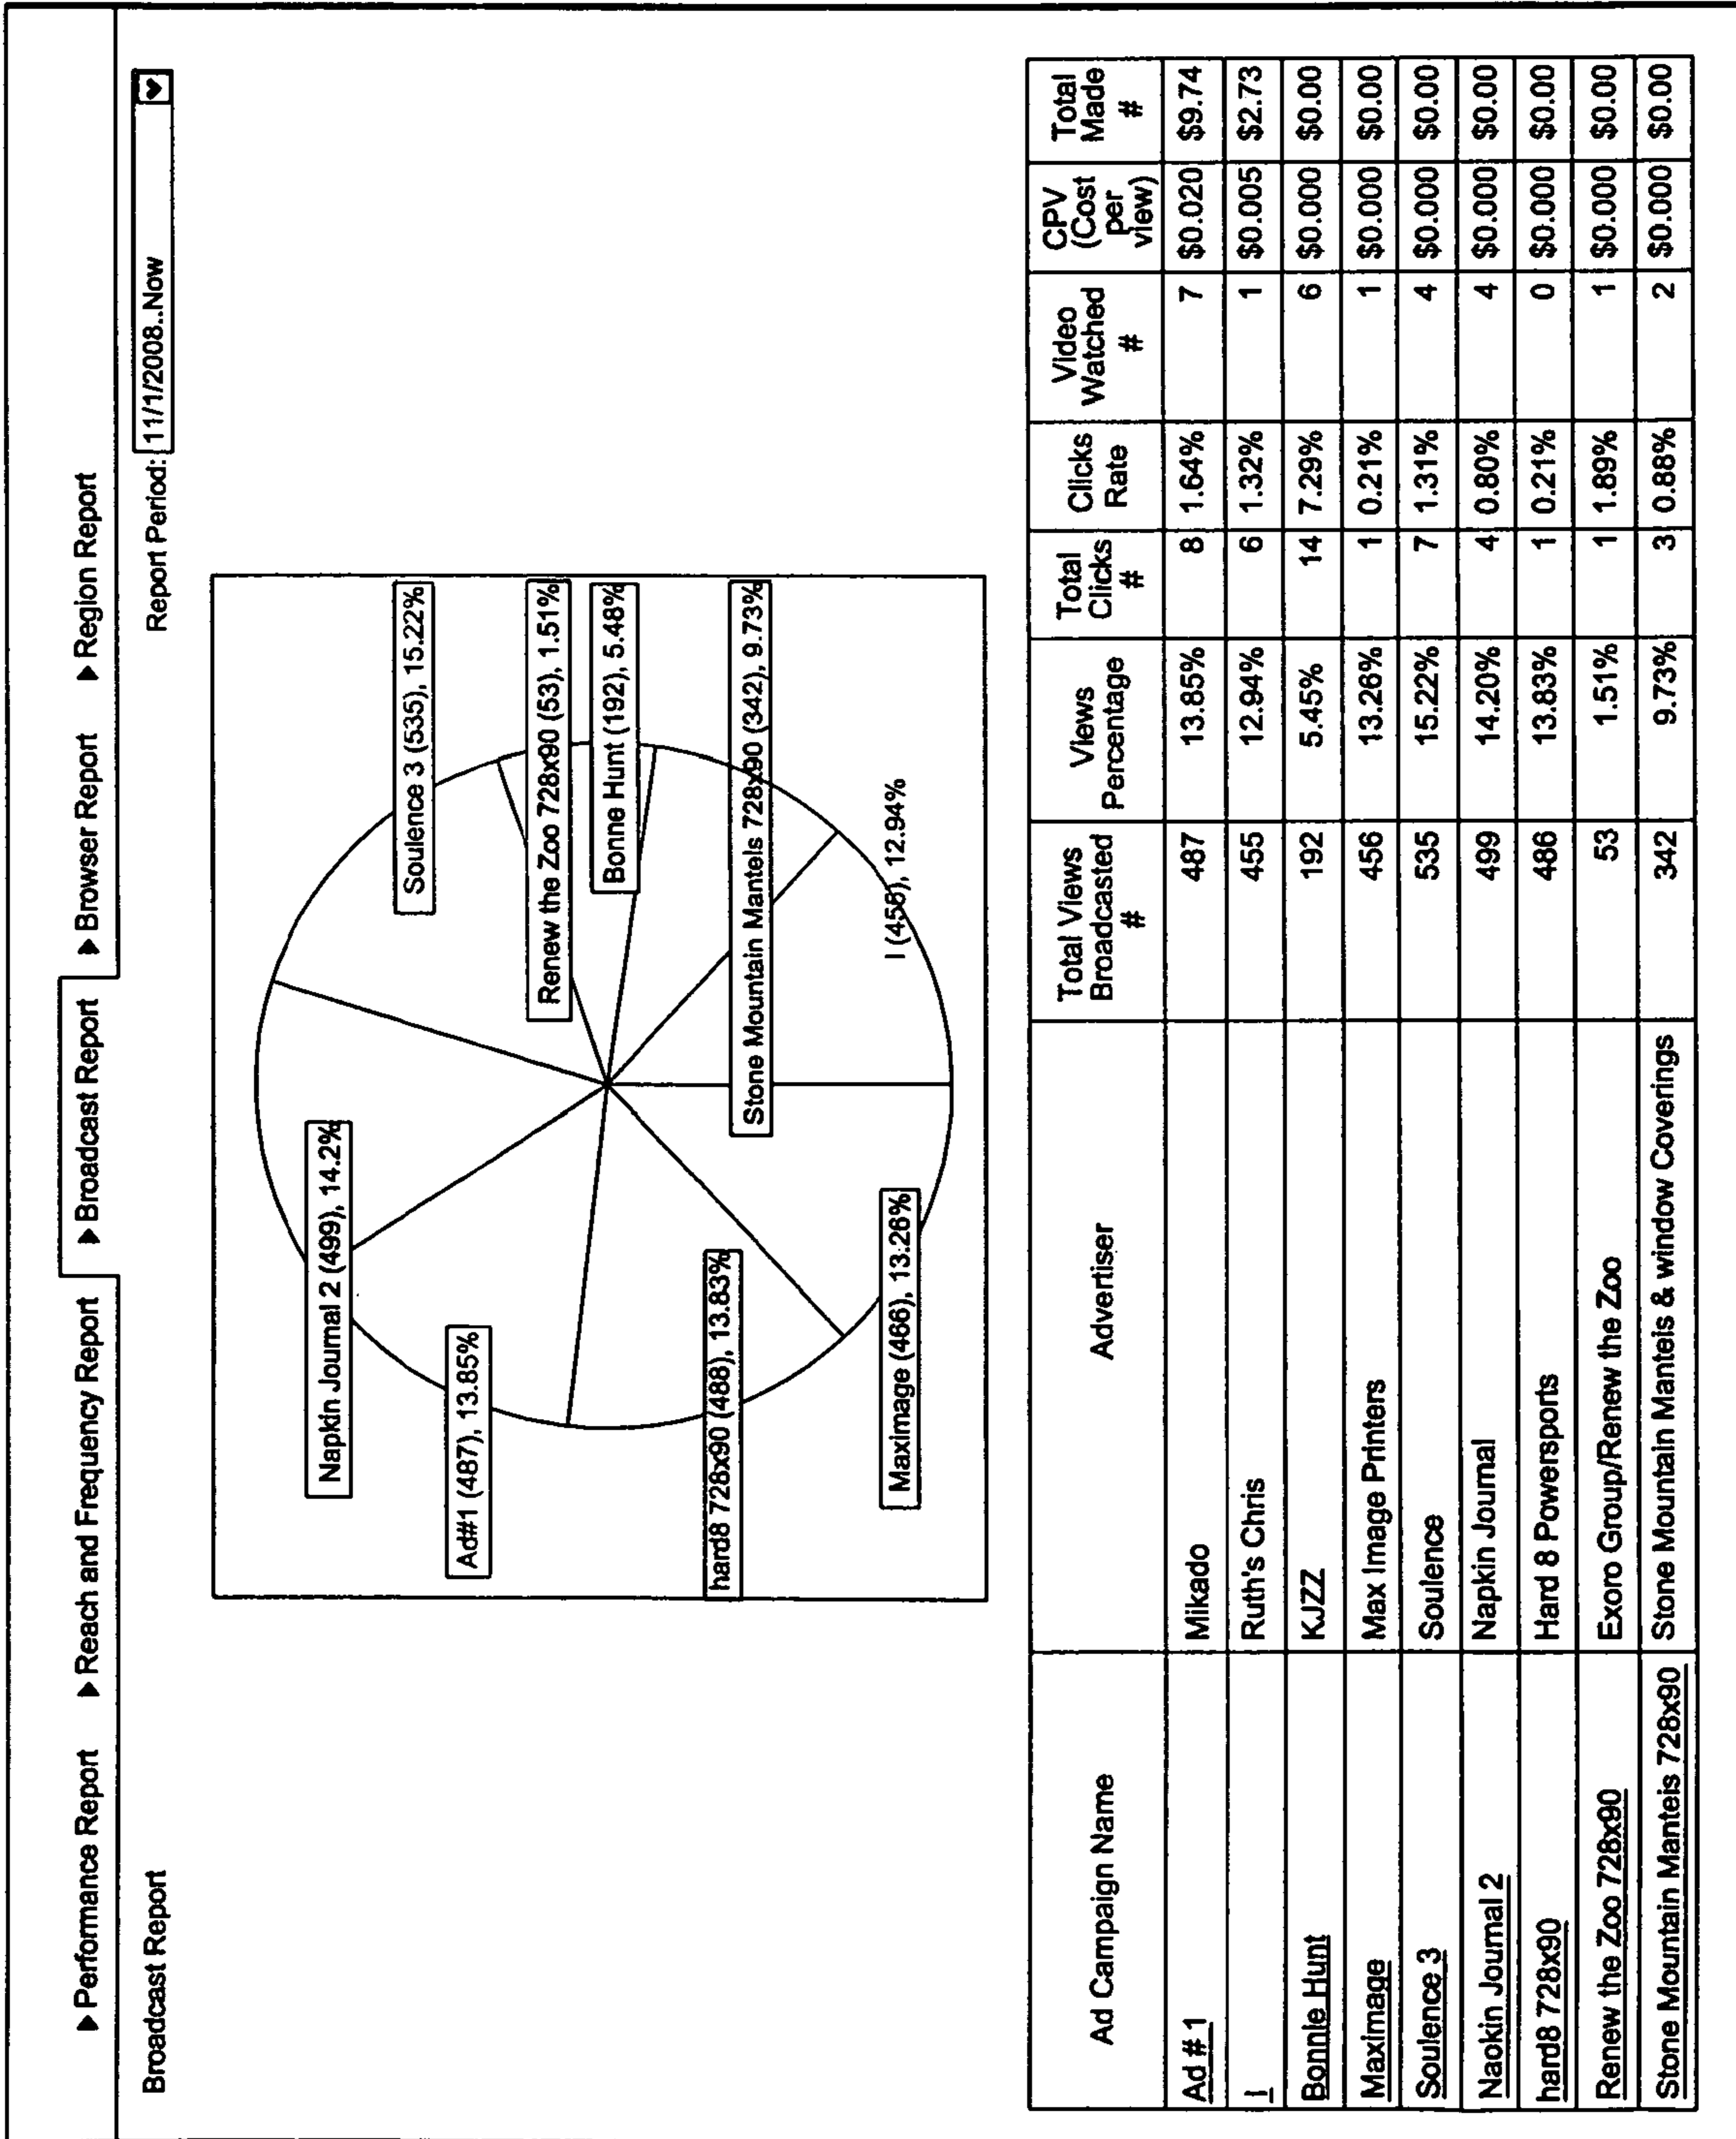 ▶ Performance Report ▶ Reach and Frequency Report ▶ Broadcast Report ▶ Browser Report ▶ Region Report
Broadcast Report
Report Period: 11/1/2008..Now
Napkin Journal 2 (499), 14.2%
Soulence 3 (535), 15.22%
Ad#1 (487), 13.85%
Renew the Zoo 728x90 (53), 1.51%
Bonne Hunt (192), 5.48%
hard8 728x90 (488), 13.83%
Stone Mountain Mantels 728x90 (342), 9.73%
Maximage (466), 13.26%
I (456), 12.94%
Ad Campaign Name Advertiser Total Views Broadcasted # Views Percentage Total Clicks # Clicks Rate Video Watched # CPV (Cost per view) Total Made #
Ad # 1 Mikado 487 13.85% 8 1.64% 7 $0.020 $9.74
I Ruth's Chris 455 12.94% 6 1.32% 1 $0.005 $2.73
Bonnie Hunt KJZZ 192 5.45% 14 7.29% 6 $0.000 $0.00
Maximage Max Image Printers 456 13.26% 1 0.21% 1 $0.000 $0.00
Soulence 3 Soulence 535 15.22% 7 1.31% 4 $0.000 $0.00
Naokin Journal 2 Napkin Journal 499 14.20% 4 0.80% 4 $0.000 $0.00
hard8 728x90 Hard 8 Powersports 486 13.83% 1 0.21% 0 $0.000 $0.00
Renew the Zoo 728x90 Exoro Group/Renew the Zoo 53 1.51% 1 1.89% 1 $0.000 $0.00
Stone Mountain Manteis 728x90 Stone Mountain Manteis & window Coverings 342 9.73% 3 0.88% 2 $0.000 $0.00